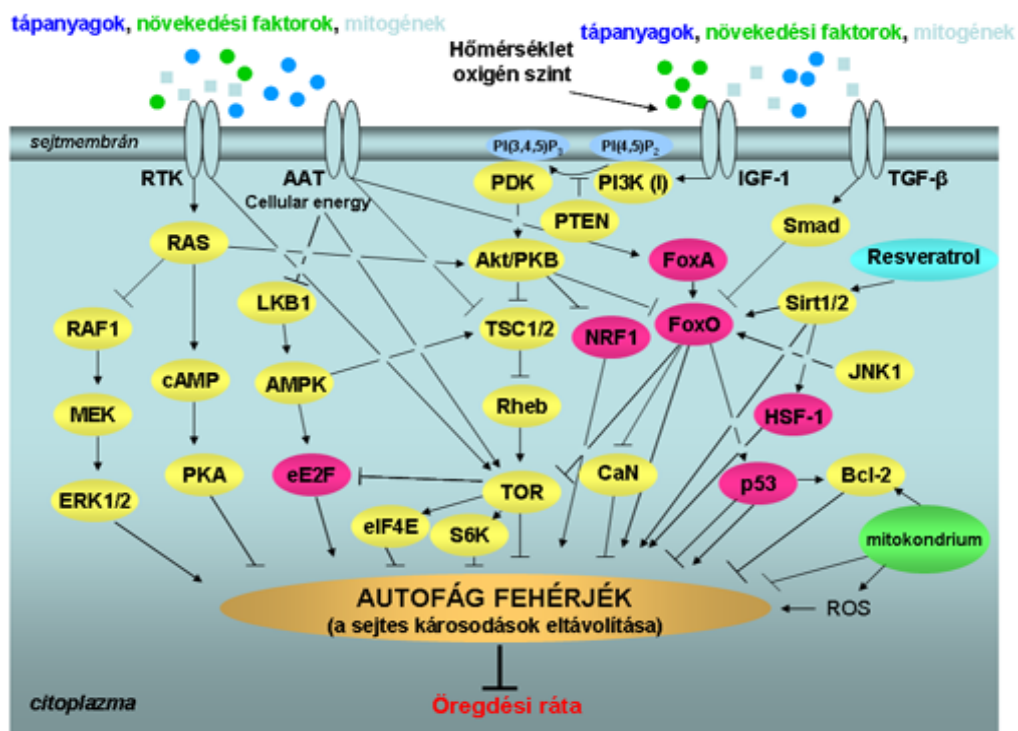 tápanyagok, növekedési faktorok, mitogének
tápanyagok, növekedési faktorok, mitogének
Hőmérséklet
oxigén szint
sejtmembrán
PI(3,4,5)P3
PI(4,5)P2
RTK
AAT
PDK
PI3K (I)
IGF-1
TGF-β
Cellular energy
PTEN
Smad
RAS
Akt/PKB
FoxA
Resveratrol
LKB1
Sirt1/2
RAF1
TSC1/2
NRF1
FoxO
cAMP
AMPK
JNK1
MEK
Rheb
HSF-1
PKA
eE2F
CaN
p53
Bcl-2
ERK1/2
TOR
eIF4E
S6K
mitokondrium
AUTOFÁG FEHÉRJÉK
(a sejtes károsodások eltávolítása)
ROS
citoplazma
Öregdési ráta